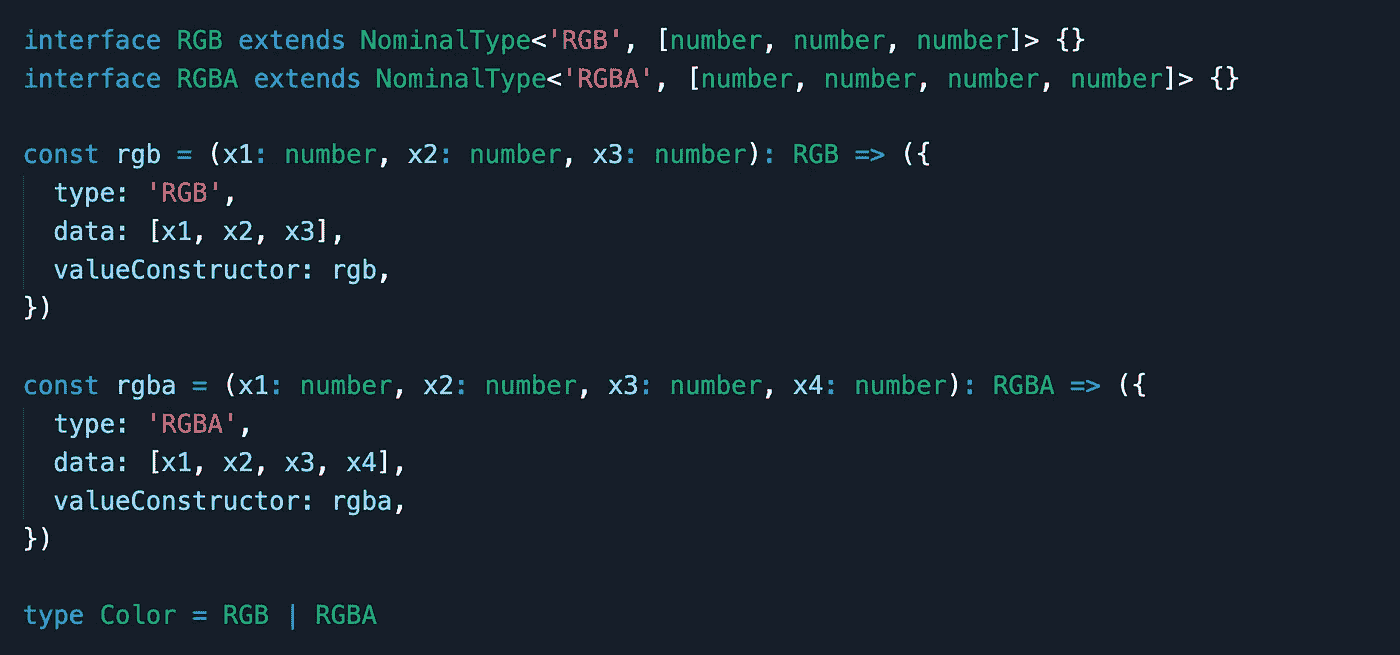 interface RGB extends NominalType<'RGB', [number, number, number]> {}
interface RGBA extends NominalType<'RGBA', [number, number, number, number]> {}

const rgb = (x1: number, x2: number, x3: number): RGB => ({
  type: 'RGB',
  data: [x1, x2, x3],
  valueConstructor: rgb,
})

const rgba = (x1: number, x2: number, x3: number, x4: number): RGBA => ({
  type: 'RGBA',
  data: [x1, x2, x3, x4],
  valueConstructor: rgba,
})

type Color = RGB | RGBA